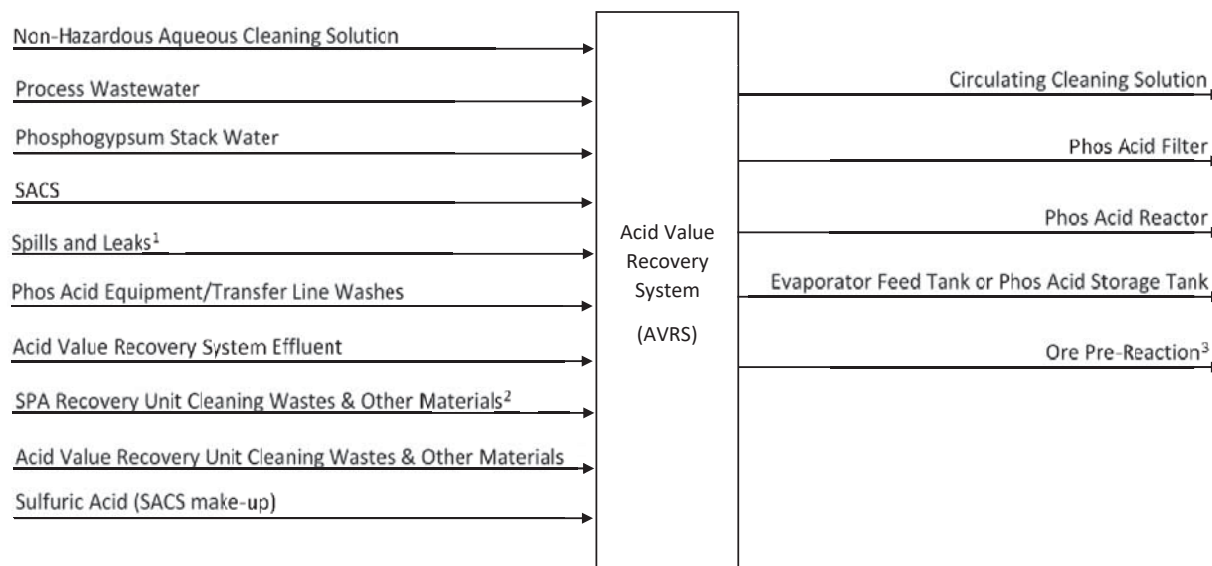 Non-Hazardous Aqueous Cleaning Solution
Process Wastewater
Phosphogypsum Stack Water
SACS
Spills and Leaks¹
Phos Acid Equipment/Transfer Line Washes
Acid Value Recovery System Effluent
SPA Recovery Unit Cleaning Wastes & Other Materials²
Acid Value Recovery Unit Cleaning Wastes & Other Materials
Sulfuric Acid (SACS make-up)
Acid Value
Recovery
System
(AVRS)
Circulating Cleaning Solution
Phos Acid Filter
Phos Acid Reactor
Evaporator Feed Tank or Phos Acid Storage Tank
Ore Pre-Reaction³